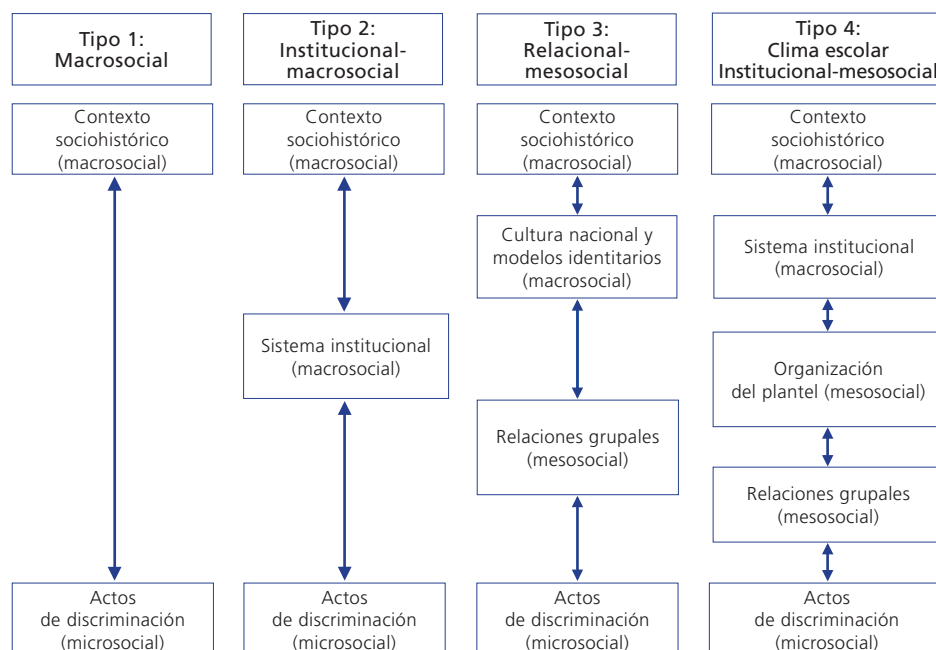 Tipo 1:
Macrosocial
Contexto
sociohistórico
(macrosocial)
Actos
de discriminación
(microsocial)
Tipo 2:
Institucional-
macrosocial
Contexto
sociohistórico
(macrosocial)
Sistema institucional
(macrosocial)
Actos
de discriminación
(microsocial)
Tipo 3:
Relacional-
mesosocial
Contexto
sociohistórico
(macrosocial)
Cultura nacional y
modelos identitarios
(macrosocial)
Relaciones grupales
(mesosocial)
Actos
de discriminación
(microsocial)
Tipo 4:
Clima escolar
Institucional-mesosocial
Contexto
sociohistórico
(macrosocial)
Sistema institucional
(macrosocial)
Organización
del plantel (mesosocial)
Relaciones grupales
(mesosocial)
Actos
de discriminación
(microsocial)